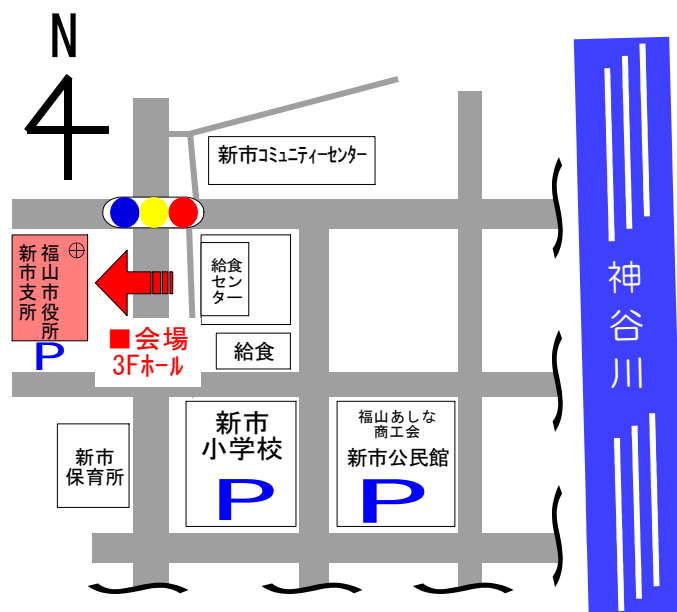 N
新市コミュニティーセンター
福山市役所
新市支所
P
給食
センター
■会場
3Fホール
給食
神谷川
新市
小学校
P
福山あしな
商工会
新市公民館
P
新市
保育所